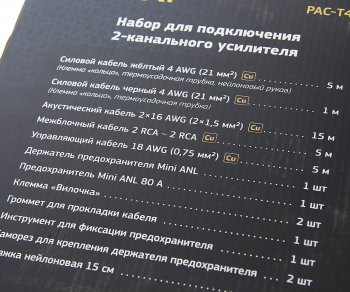 PAC-T4
Набор для подключения
2-канального усилителя
Силовой кабель жёлтый 4 AWG (21 мм²) Cu 5 м
(Клемма «кольцо», термоусадочная трубка, нейлоновый рукав)
Силовой кабель черный 4 AWG (21 мм²) Cu 1 м
(Клемма «кольцо», термоусадочная трубка)
Акустический кабель 2×16 AWG (2×1,5 мм²) Cu 15 м
Межблочный кабель 2 RCA – 2 RCA Cu 5 м
Управляющий кабель 18 AWG (0,75 мм²) Cu 5 м
Держатель предохранителя Mini ANL 1 шт
Предохранитель Mini ANL 80 A 1 шт
Клемма «Вилочка» 2 шт
Громмет для прокладки кабеля 1 шт
Инструмент для фиксации предохранителя 1 шт
Саморез для крепления держателя предохранителя 2 шт
нейлоновая 15 см